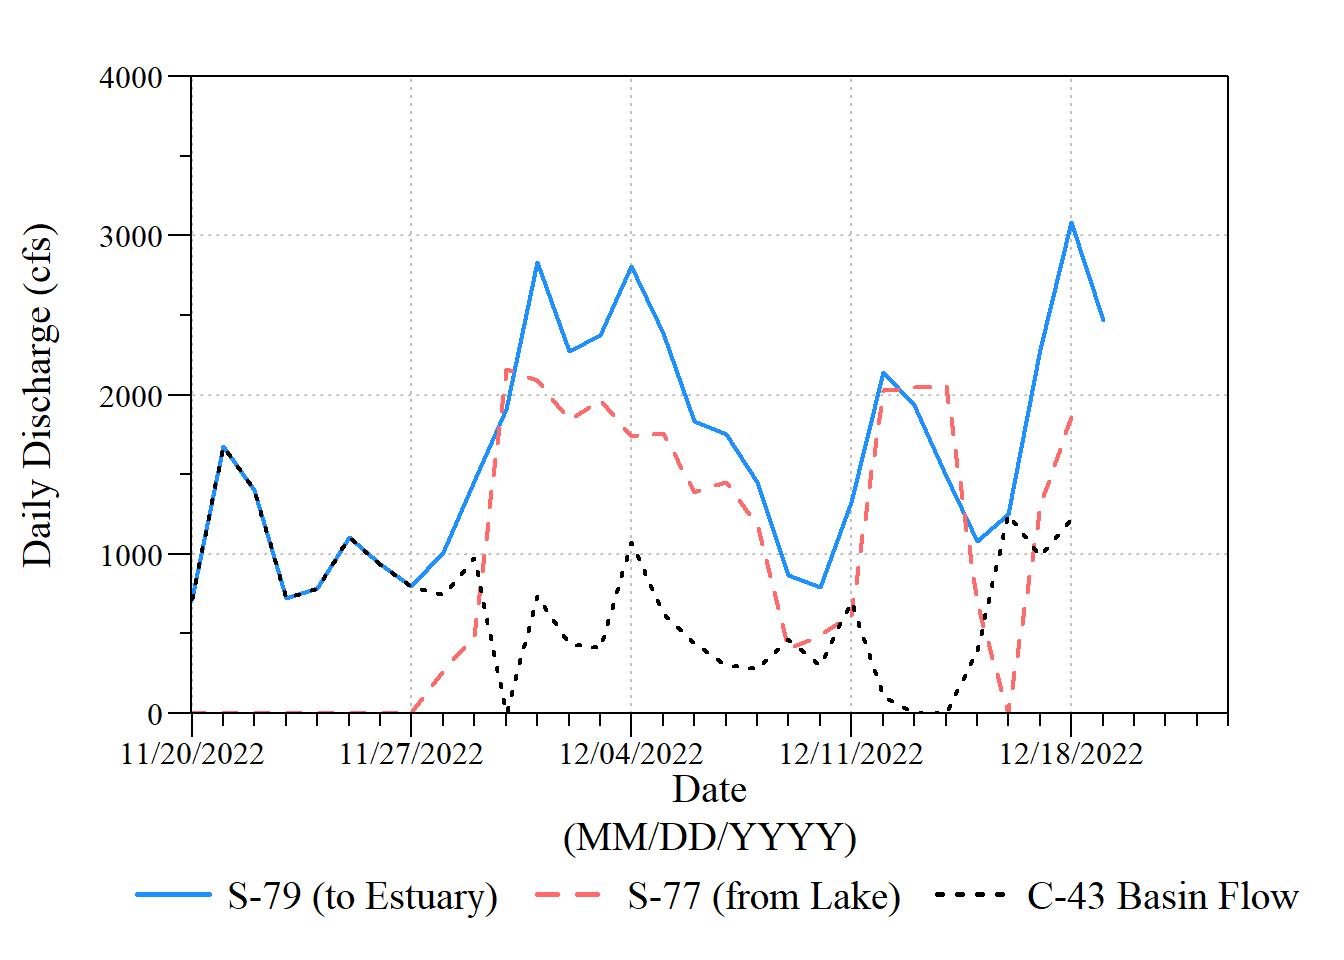 4000
3000
2000
1000
0
Daily Discharge (cfs)
11/20/2022 11/27/2022 12/04/2022 12/11/2022 12/18/2022
Date
(MM/DD/YYYY)
S-79 (to Estuary) S-77 (from Lake) C-43 Basin Flow